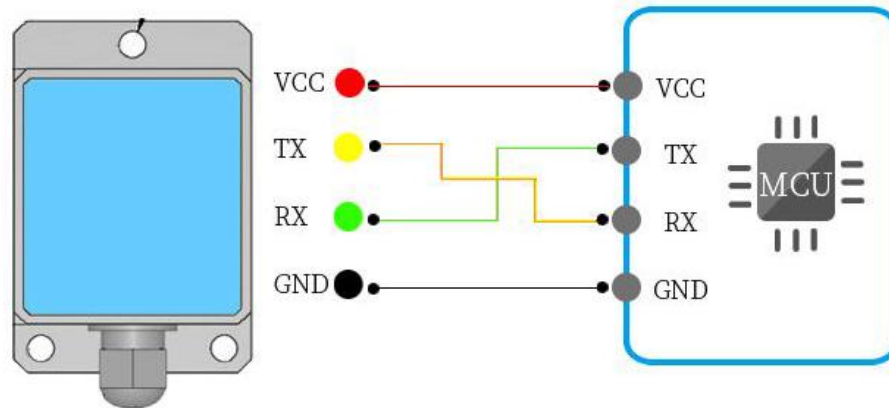 VCC
TX
RX
GND
VCC
TX
RX
GND
MCU